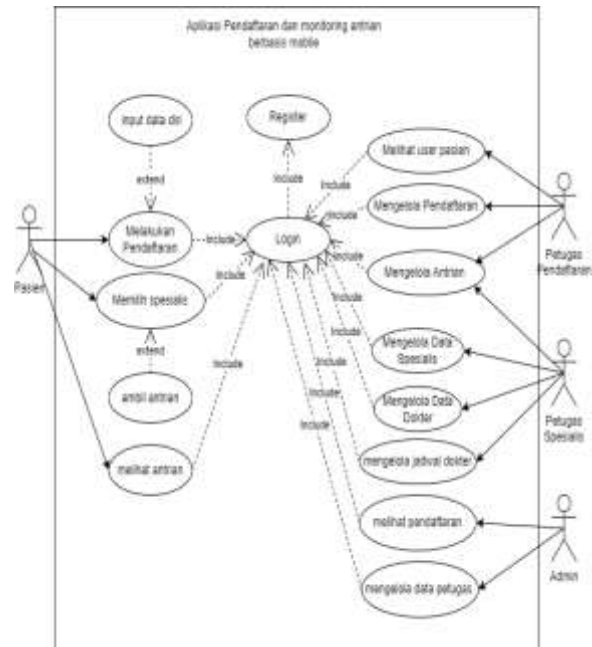 Aplikasi Pendaftaran dan monitoring antrian
berbasis mobile
input data diri
Register
extend
Include
Melihat user pasien
Include
Mengelola Pendaftaran
Include
Melakukan
Pendaftaran
Include
Login
Pasien
Petugas
Pendaftaran
Mengelola Antrian
Include
Memilih spesialis
Include
extend
Include
Mengelola Data
Spesialis
Include
Include
ambil antrian
Include
Mengelola Data
Dokter
Petugas
Spesialis
Include
Include
melihat antrian
mengelola jadwal dokter
melihat pendaftaran
Admin
mengelola data petugas